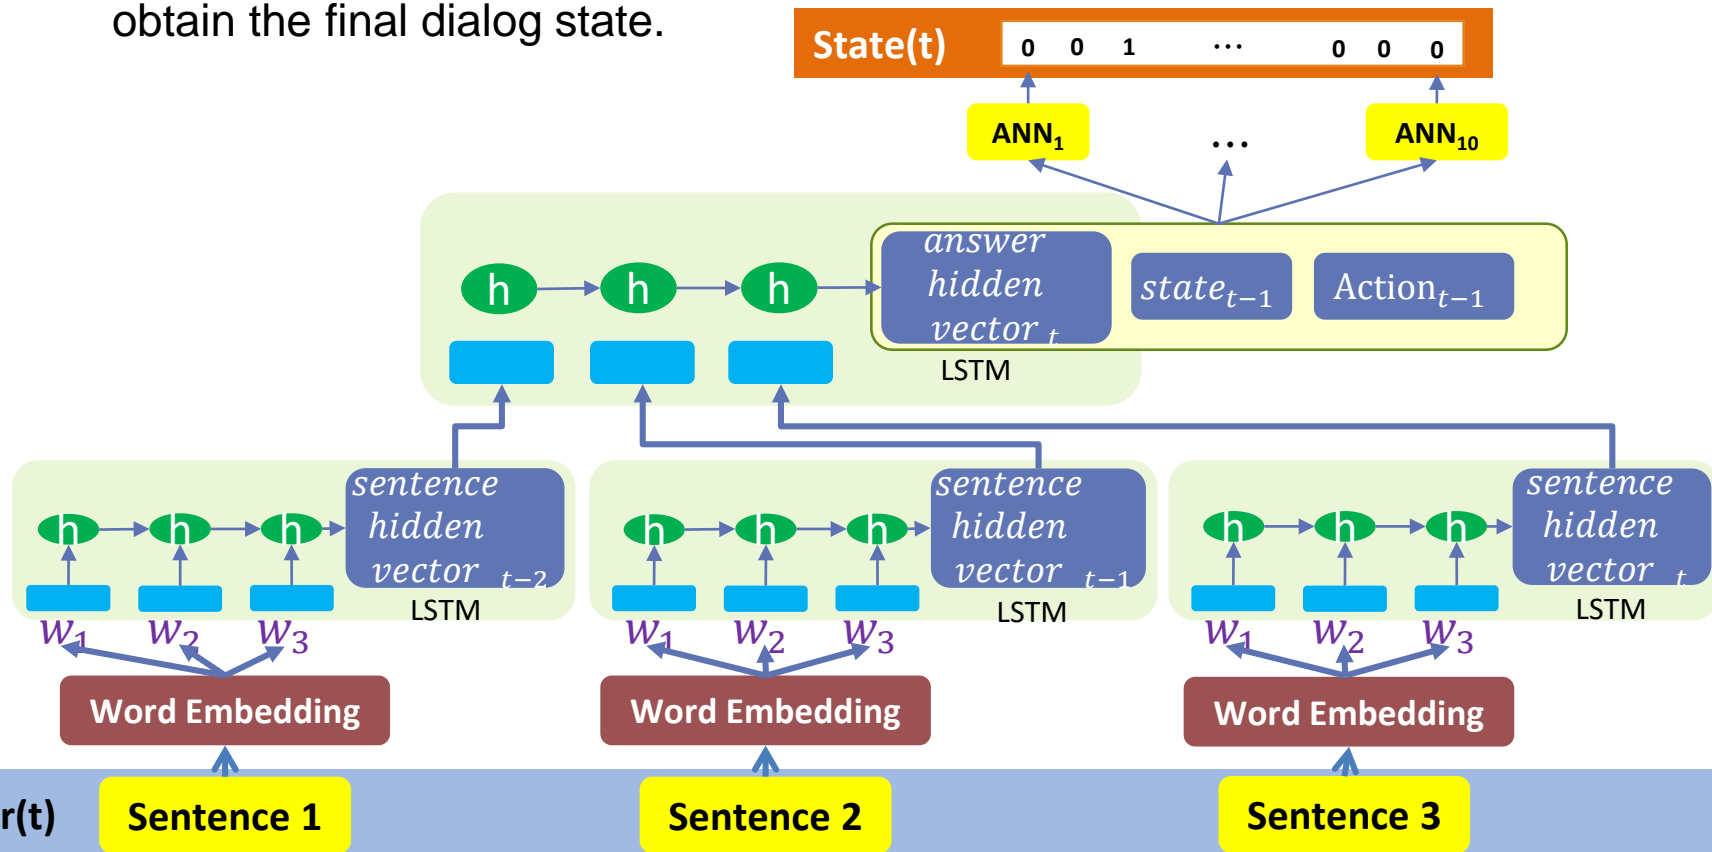 obtain the final dialog state.
State(t) 0 0 1 ... 0 0 0
ANN1 ... ANN10
answer
hidden
vector t
state t−1
Action t−1
h h h
LSTM
sentence
hidden
vector t−2
h h h
LSTM
sentence
hidden
vector t−1
h h h
LSTM
sentence
hidden
vector t
h h h
LSTM
w1 w2 w3
w1 w2 w3
w1 w2 w3
Word Embedding Word Embedding Word Embedding
r(t) Sentence 1 Sentence 2 Sentence 3